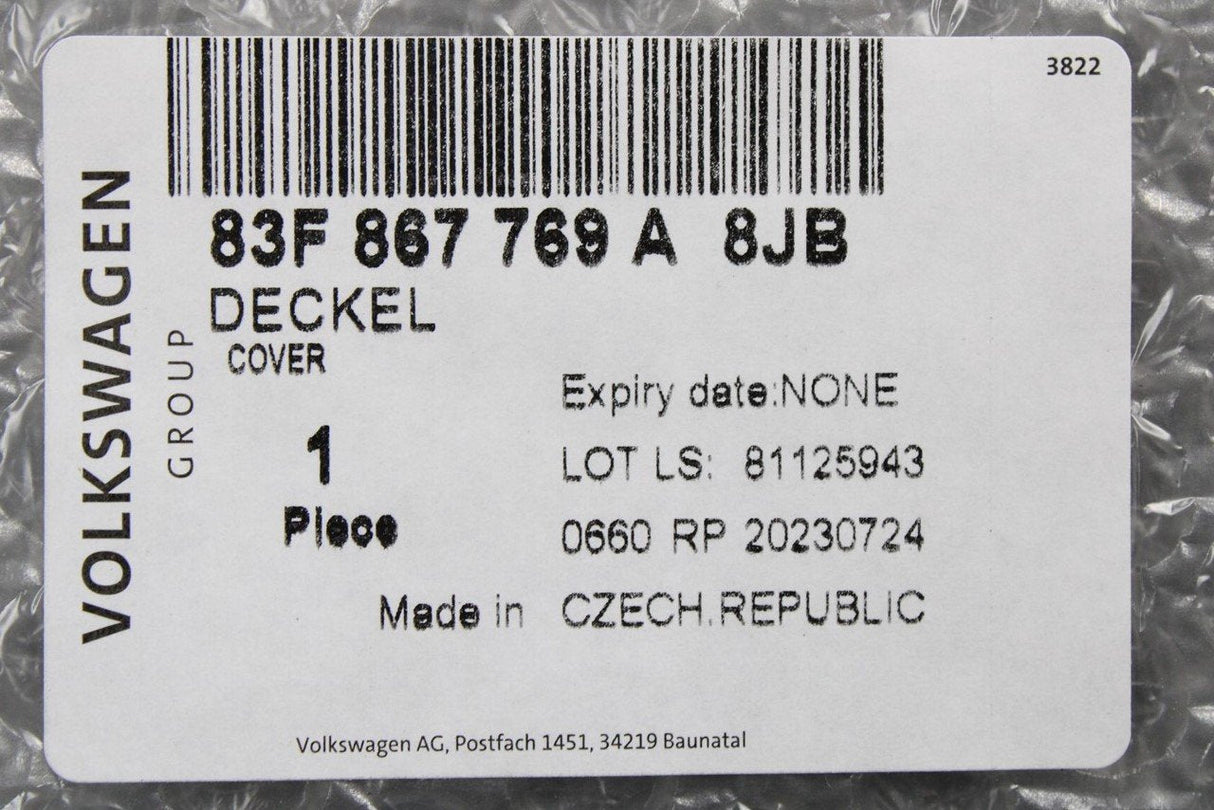 3822
VOLKSWAGEN
GROUP
83F 867 769 A 8JB
DECKEL
COVER
1
Piece
Expiry date:NONE
LOT LS: 81125943
0660 RP 20230724
Made in CZECH.REPUBLIC
Volkswagen AG, Postfach 1451, 34219 Baunatal